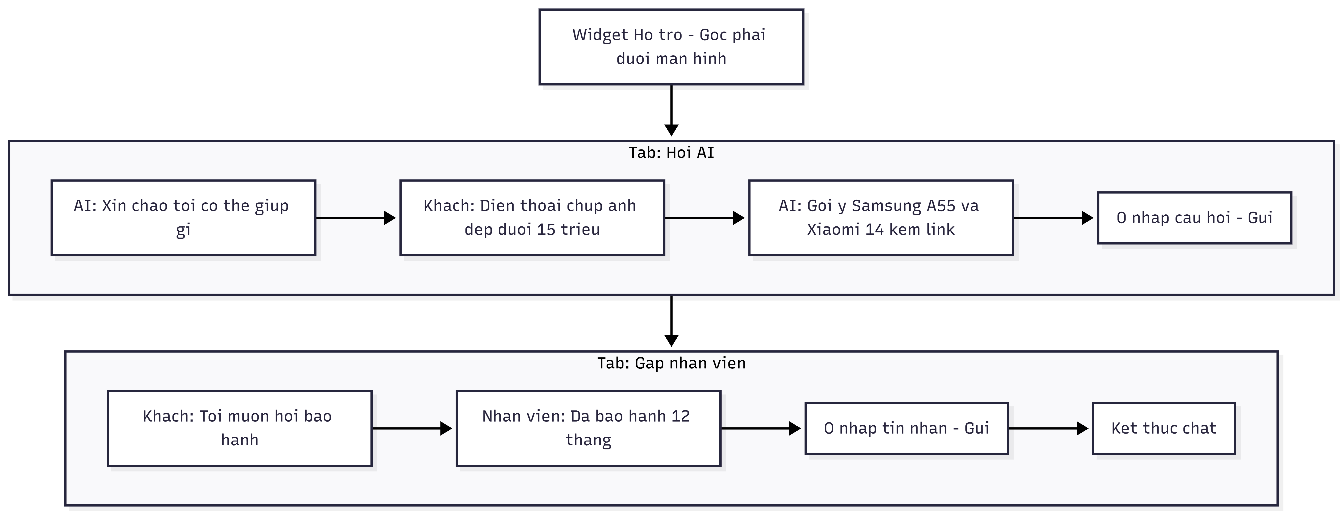 Widget Ho tro - Goc phai
duoi man hinh
Tab: Hoi AI
AI: Xin chao toi co the giup
gi
Khach: Dien thoai chup anh
dep duoi 15 trieu
AI: Goi y Samsung A55 va
Xiaomi 14 kem link
O nhap cau hoi - Gui
Tab: Gap nhan vien
Khach: Toi muon hoi bao
hanh
Nhan vien: Da bao hanh 12
thang
O nhap tin nhan - Gui
Ket thuc chat